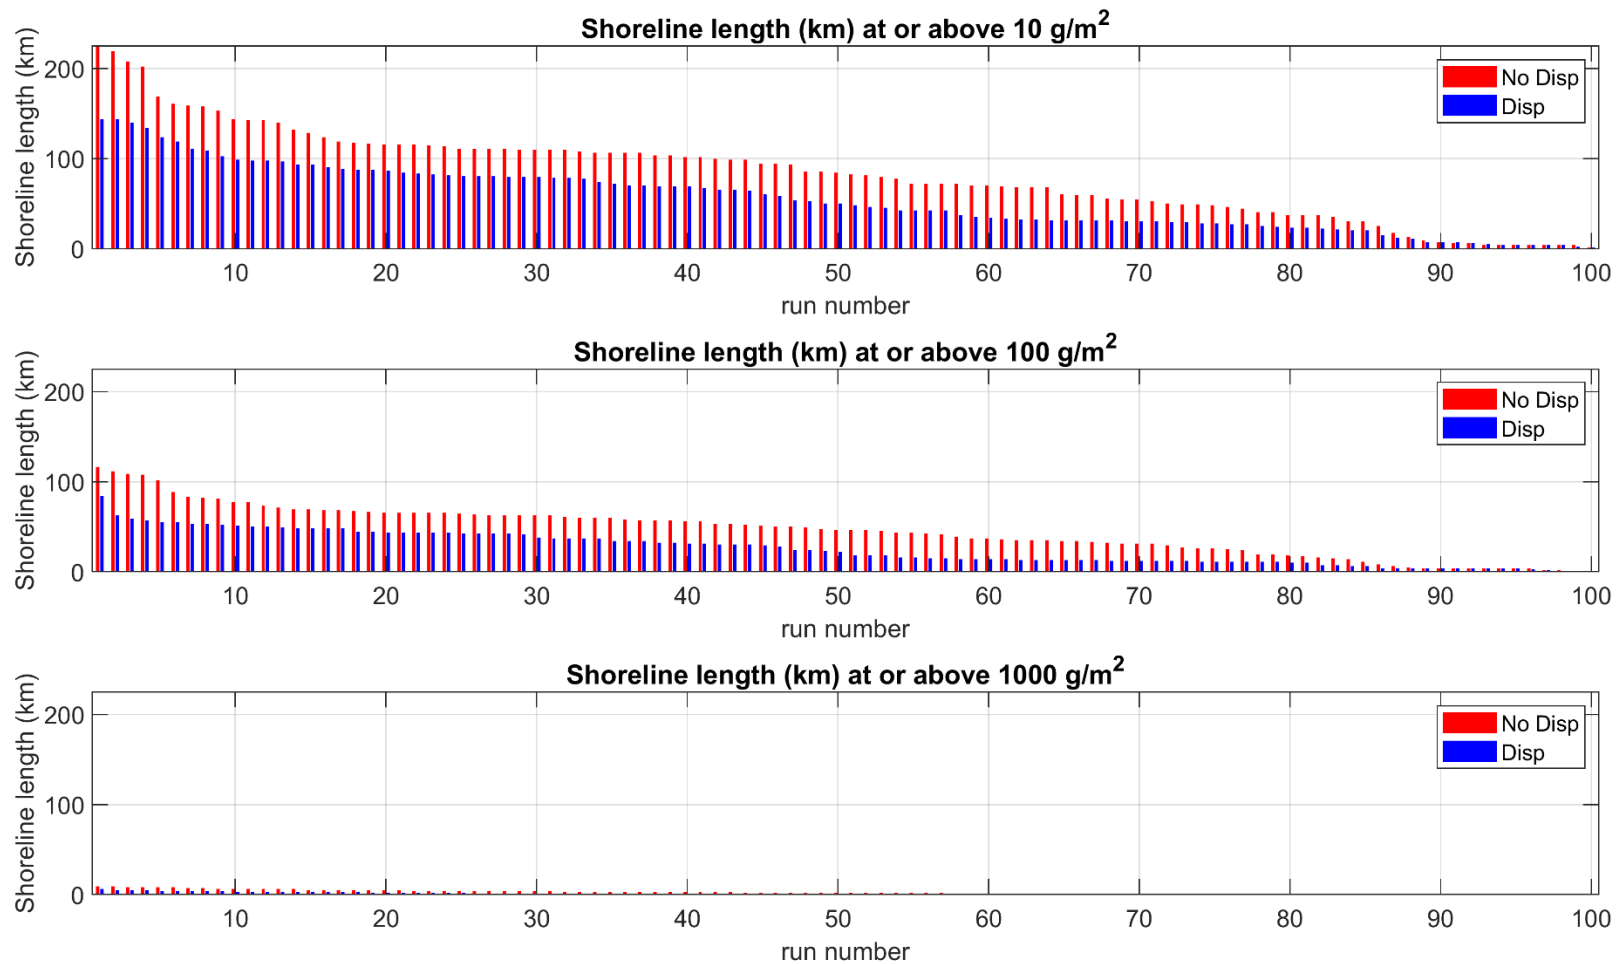 Shoreline length (km) at or above 10 g/m²
Shoreline length (km)
200
100
0
No Disp
Disp
10 20 30 40 50 60 70 80 90 100
run number
Shoreline length (km) at or above 100 g/m²
Shoreline length (km)
200
100
0
No Disp
Disp
10 20 30 40 50 60 70 80 90 100
run number
Shoreline length (km) at or above 1000 g/m²
Shoreline length (km)
200
100
0
No Disp
Disp
10 20 30 40 50 60 70 80 90 100
run number